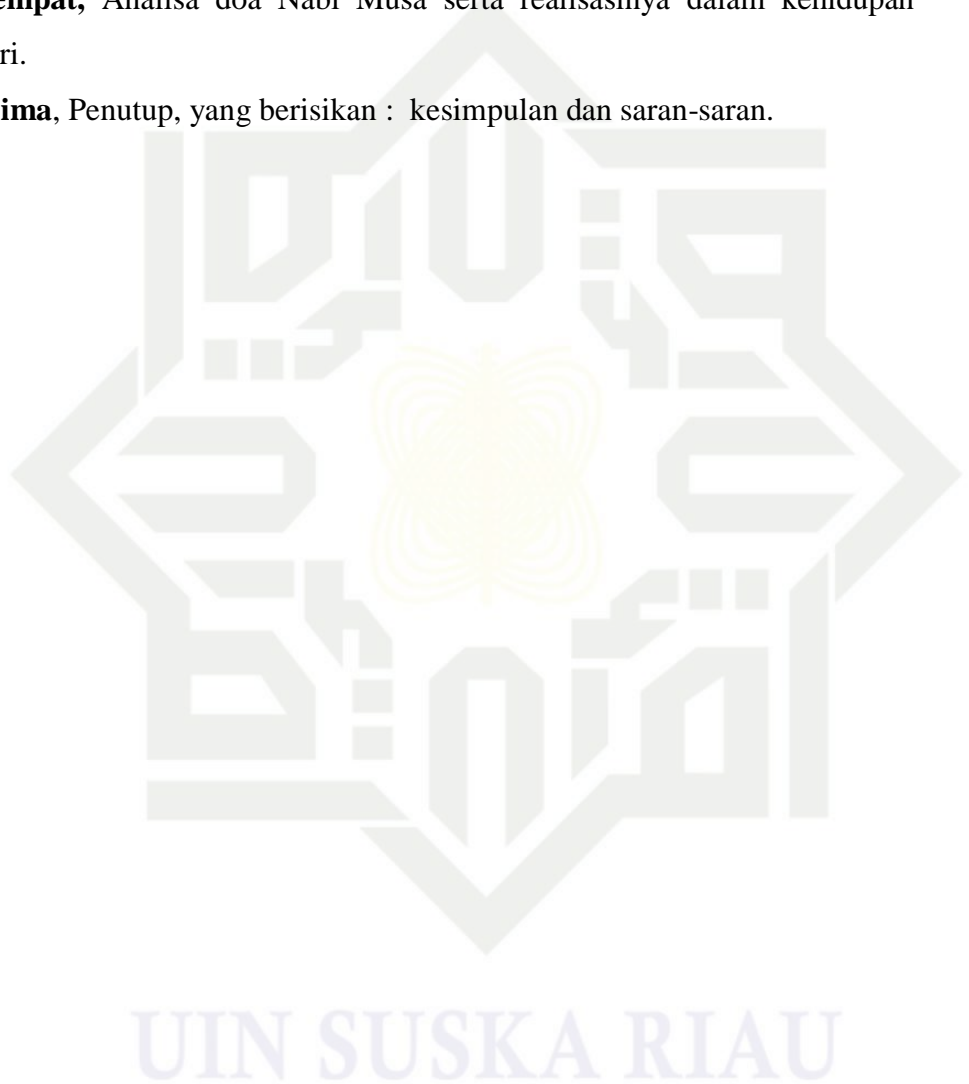 empat, Analisa doa Nabi Musa serta realisasinya dalam kehidupan
ri.
ima, Penutup, yang berisikan : kesimpulan dan saran-saran.
UIN SUSKA RIAU